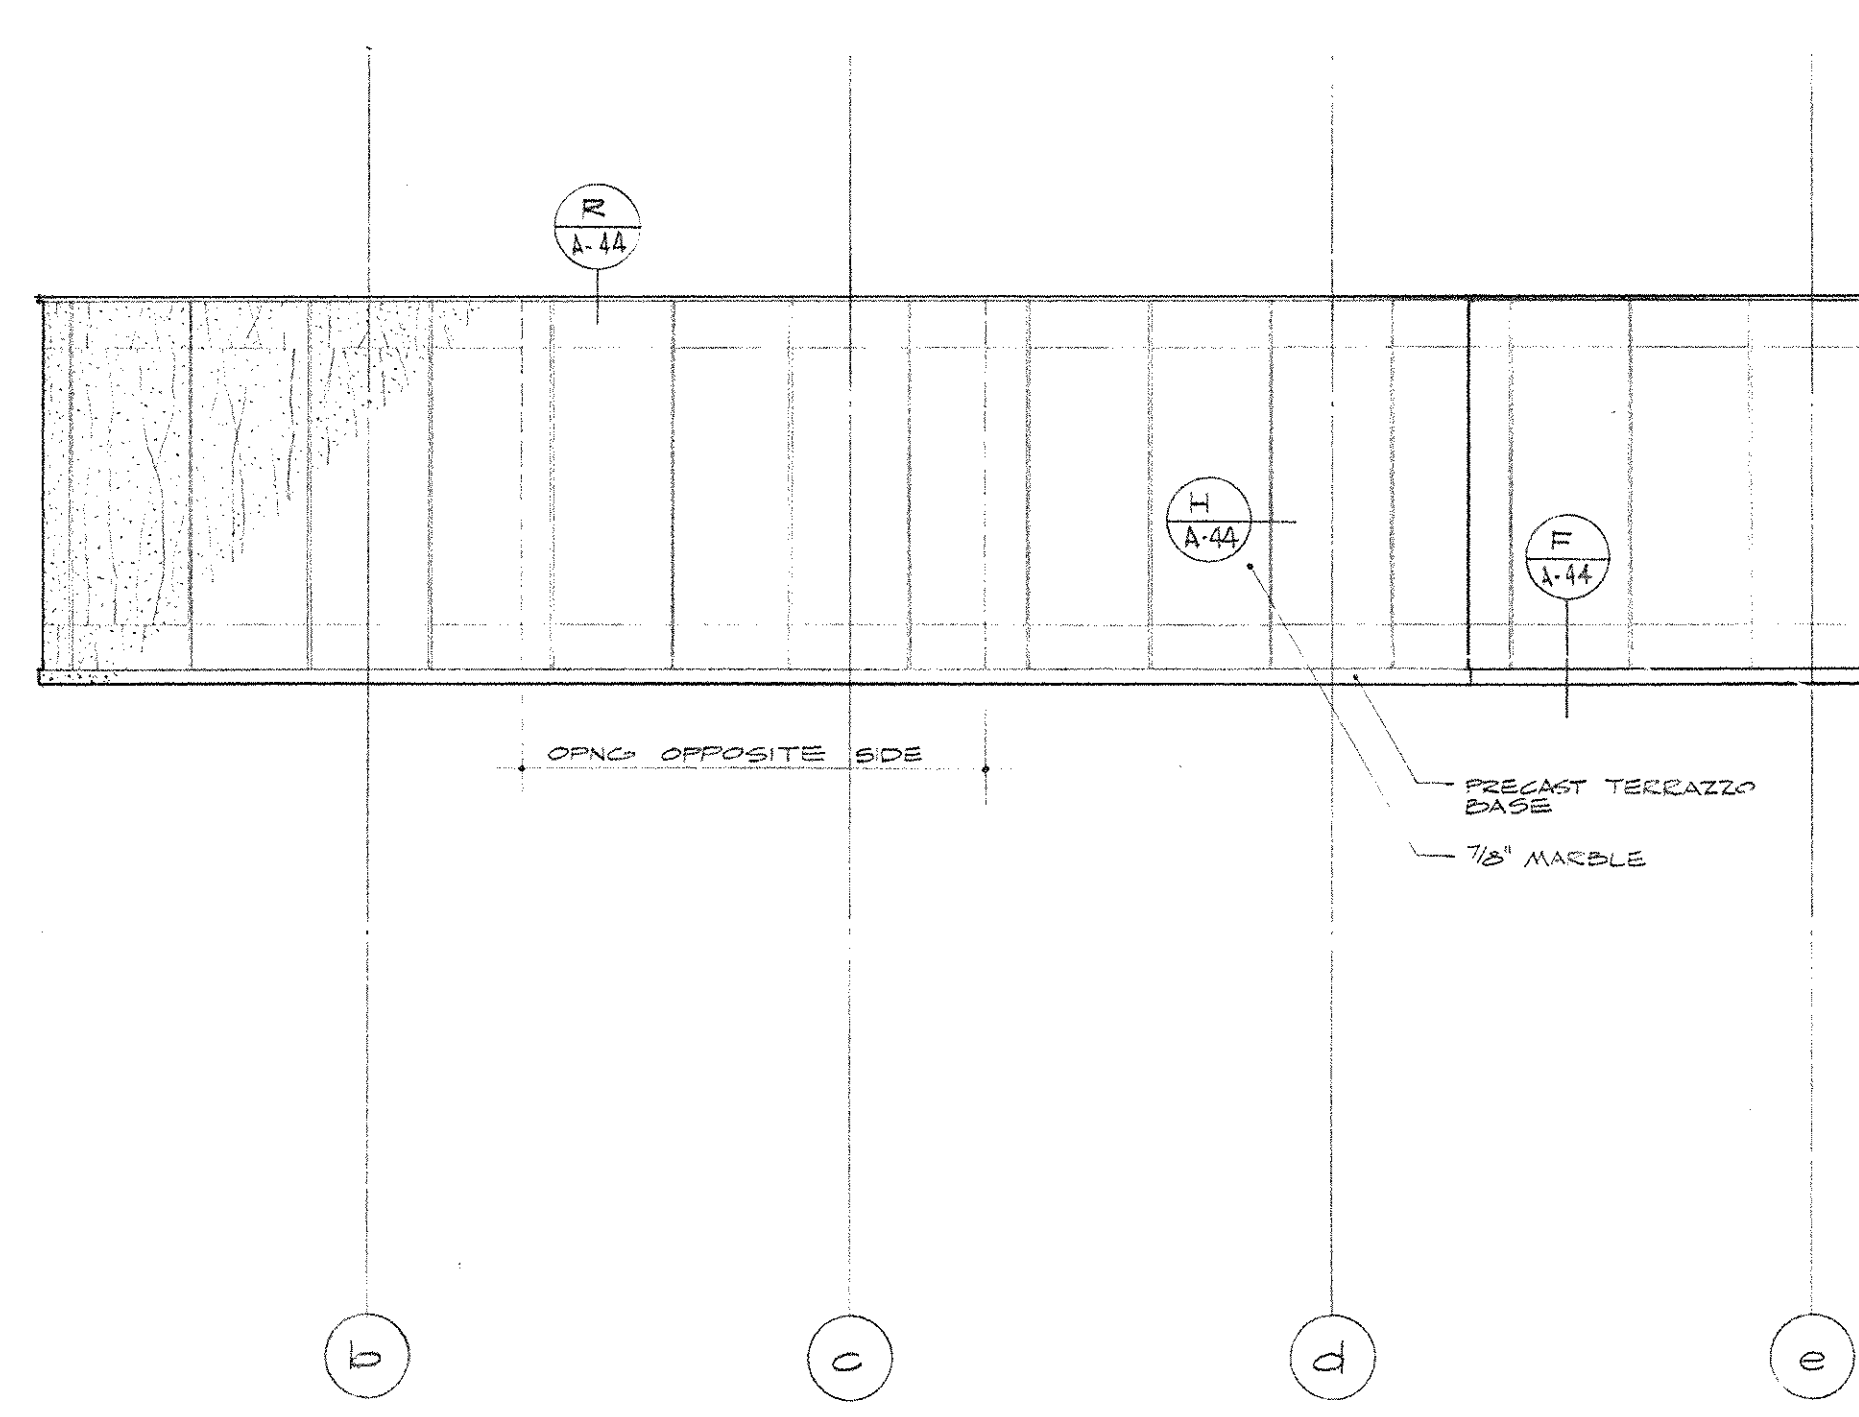 R
A-44
H
A-44
F
A-44
OPNG OPPOSITE SIDE
PRECAST TERRAZZO
BASE
7/8" MARBLE
b
c
d
e